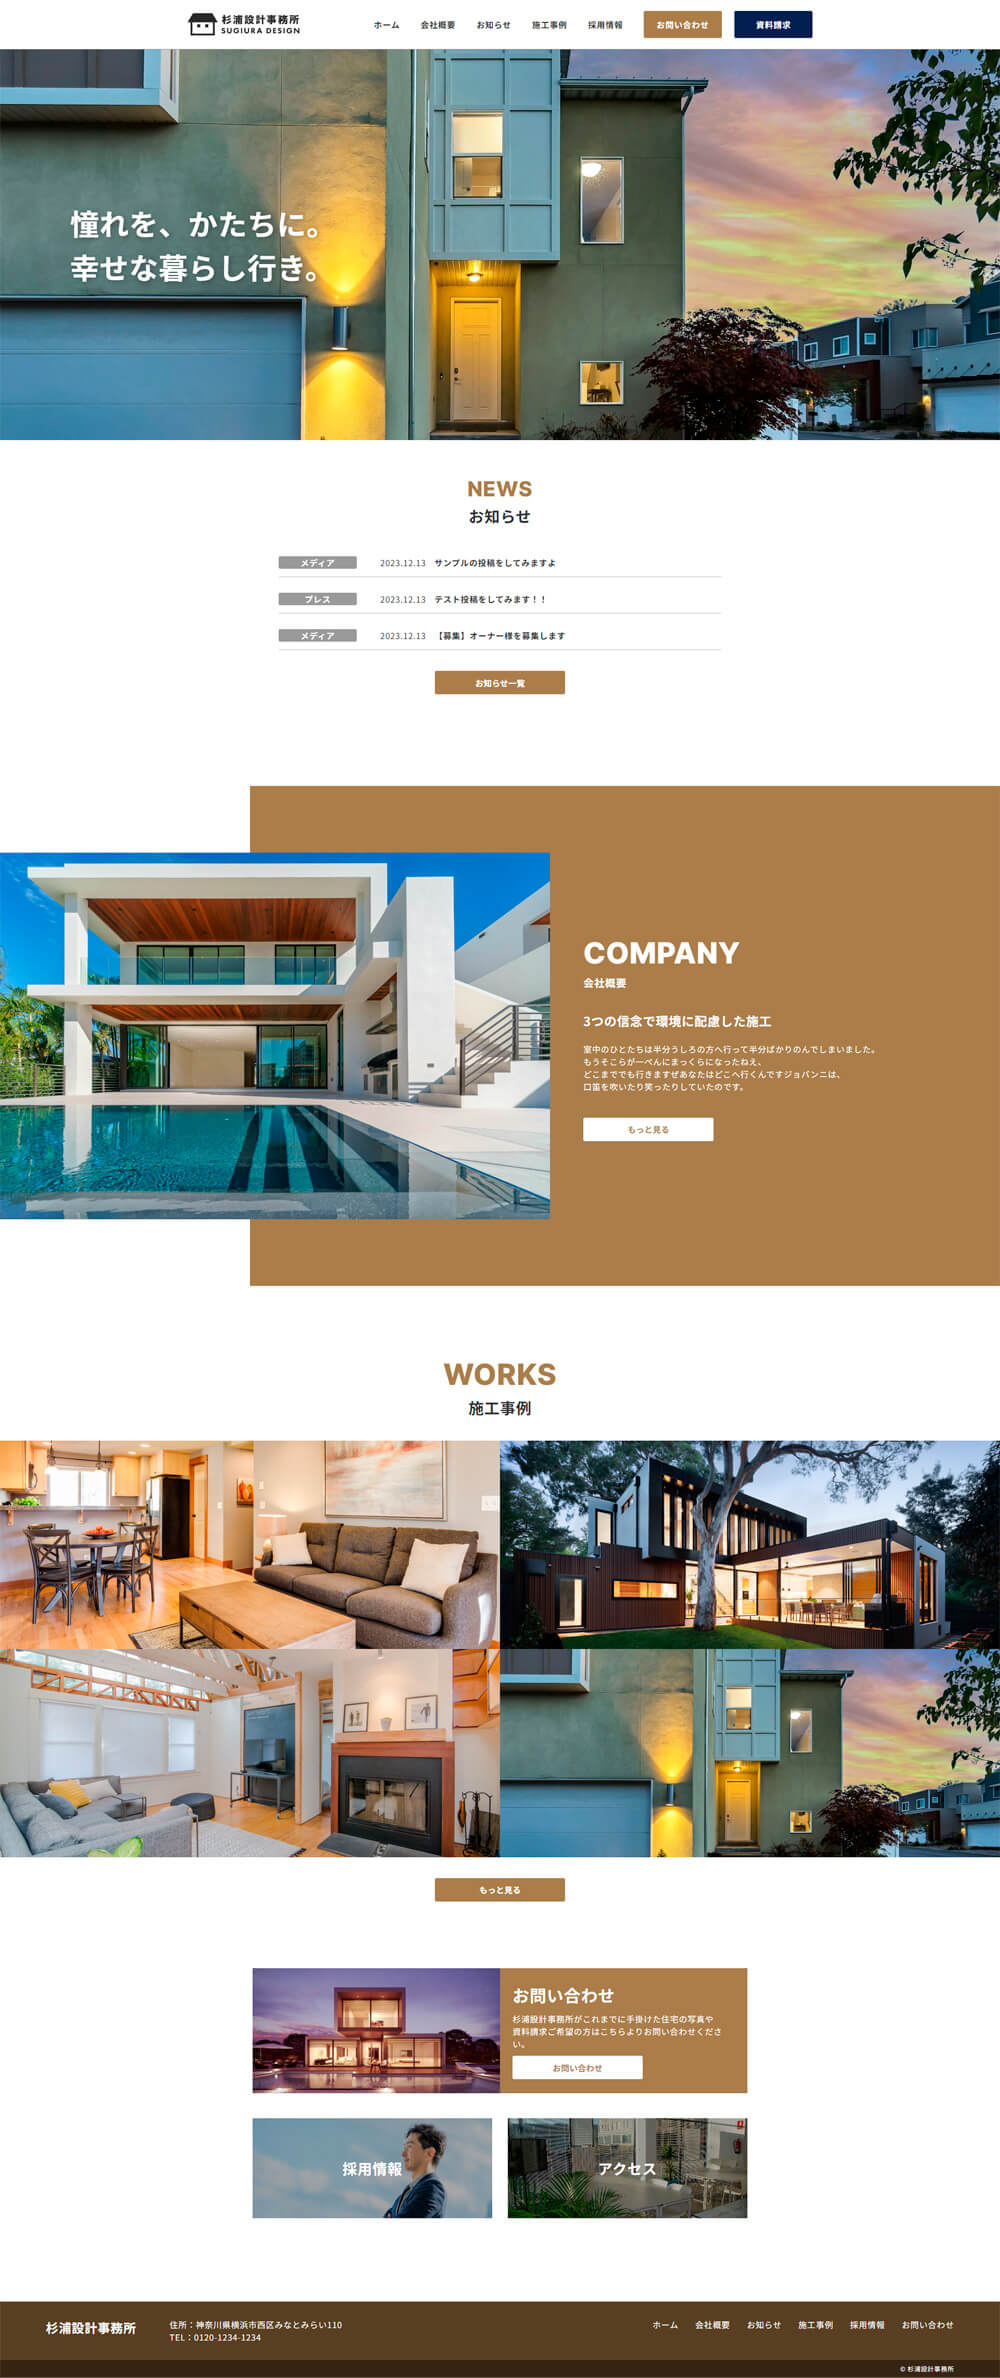 杉浦設計事務所
SUGIURA DESIGN
ホーム 会社概要 お知らせ 施工事例 採用情報 お問い合わせ 資料請求
憧れを、かたちに。
幸せな暮らし行き。
NEWS
お知らせ
メディア 2023.12.13 サンプルの投稿をしてみますよ
プレス 2023.12.13 テスト投稿をしてみます！！
メディア 2023.12.13 【募集】オーナー様を募集します
お知らせ一覧
COMPANY
会社概要
3つの信念で環境に配慮した施工
室中のひとたちは半分うしろの方へ行って半分ばかりのんでしまいました。
もうそこらが一ぺんにまっくらになったねえ、
どこまででも行きますぜあなたはどこへ行くんですジョバンニは、
口笛を吹いたり笑ったりしていたのです。
もっと見る
WORKS
施工事例
もっと見る
お問い合わせ
杉浦設計事務所がこれまでに手掛けた住宅の写真や
資料請求ご希望の方はこちらよりお問い合わせくださ
い。
お問い合わせ
採用情報
アクセス
杉浦設計事務所
住所：神奈川県横浜市西区みなとみらい110
TEL：0120-1234-1234
ホーム 会社概要 お知らせ 施工事例 採用情報 お問い合わせ
© 杉浦設計事務所